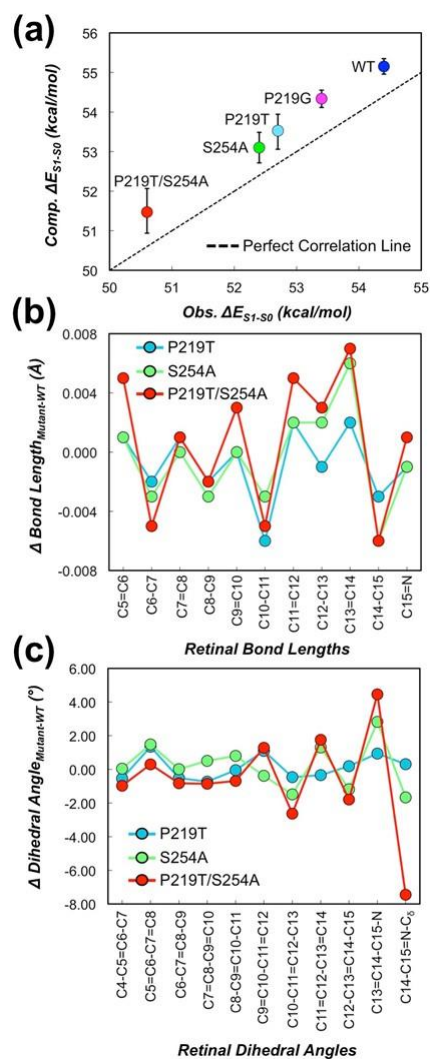 (a)
Comp. ΔE_S1-S0 (kcal/mol)
56
55
54
53
52
51
50
WT
P219G
P219T
S254A
P219T/S254A
Perfect Correlation Line
50
51
52
53
54
55
Obs. ΔE_S1-S0 (kcal/mol)
(b)
Δ Bond Length_Mutant-WT (Å)
0.008
0.004
0.000
-0.004
-0.008
P219T
S254A
P219T/S254A
C5=C6
C6-C7
C7=C8
C8-C9
C9=C10
C10-C11
C11=C12
C12-C13
C13=C14
C14-C15
C15=N
Retinal Bond Lengths
(c)
Δ Dihedral Angle_Mutant-WT (°)
6.00
4.00
2.00
0.00
-2.00
-4.00
-6.00
-8.00
P219T
S254A
P219T/S254A
C4-C5=C6-C7
C5=C6-C7=C8
C6-C7=C8-C9
C7=C8-C9=C10
C8-C9=C10-C11
C9=C10-C11=C12
C10-C11=C12-C13
C11=C12-C13=C14
C12-C13=C14-C15
C13=C14-C15-N
C14-C15=N-Cδ
Retinal Dihedral Angles